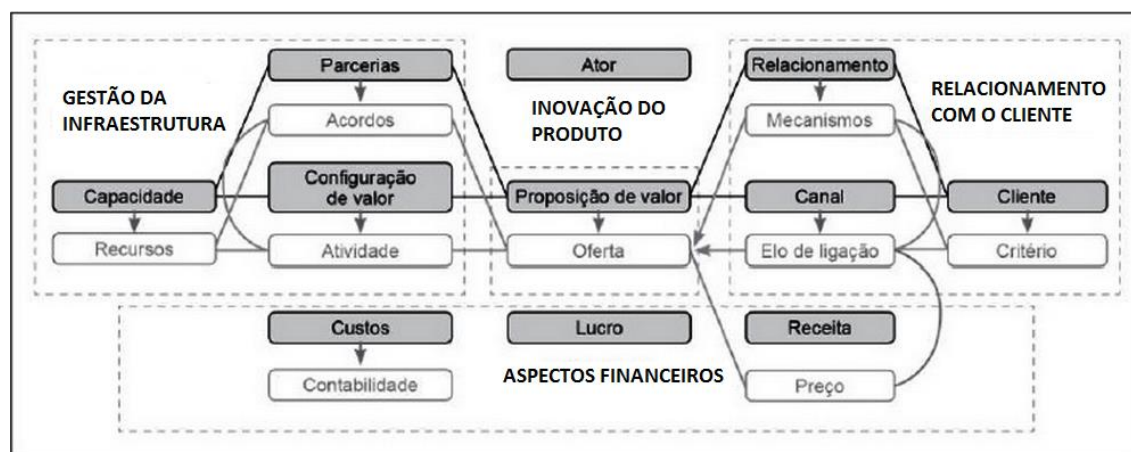 Parcerias
Ator
Relacionamento
GESTÃO DA
INFRAESTRUTURA
Acordos
INOVAÇÃO DO
PRODUTO
Mecanismos
RELACIONAMENTO
COM O CLIENTE
Capacidade
Configuração
de valor
Proposição de valor
Canal
Cliente
Recursos
Atividade
Oferta
Elo de ligação
Critério
Custos
Lucro
Receita
Contabilidade
ASPECTOS FINANCEIROS
Preço